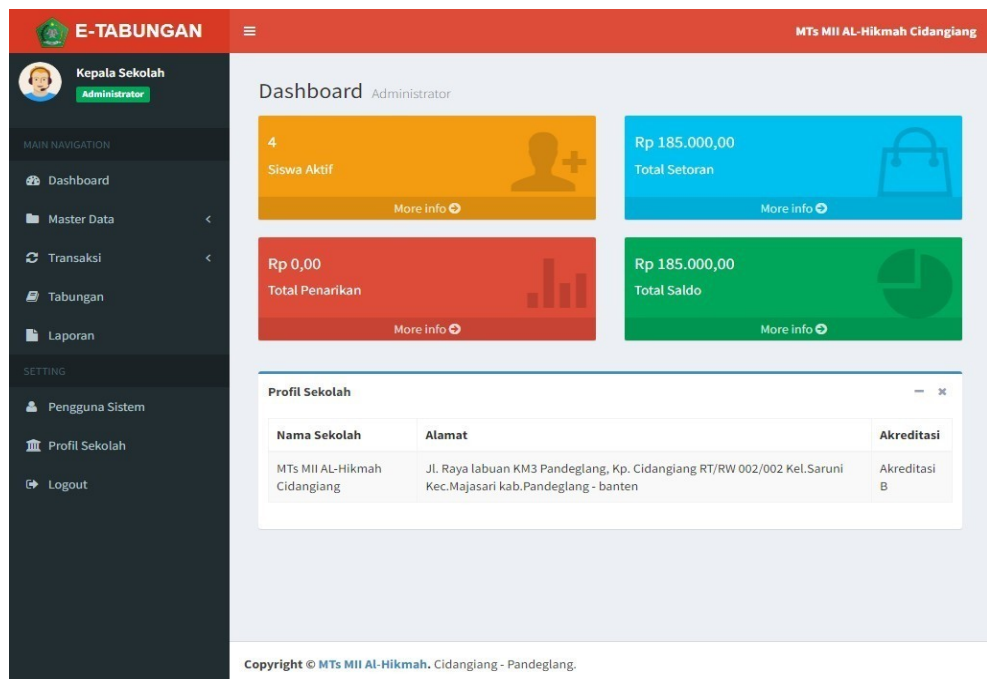 E-TABUNGAN
MTs MII AL-Hikmah Cidangiang
Kepala Sekolah
Administrator
MAIN NAVIGATION
Dashboard
Master Data
Transaksi
Tabungan
Laporan
SETTING
Pengguna Sistem
Profil Sekolah
Logout
Dashboard Administrator
4
Siswa Aktif
More info
Rp 185.000,00
Total Setoran
More info
Rp 0,00
Total Penarikan
More info
Rp 185.000,00
Total Saldo
More info
Profil Sekolah
Nama Sekolah Alamat Akreditasi
MTs MII AL-Hikmah Jl. Raya labuan KM3 Pandeglang, Kp. Cidangiang RT/RW 002/002 Kel.Saruni Akreditasi
Cidangiang Kec.Majasari kab.Pandeglang - banten B
Copyright © MTs MII Al-Hikmah. Cidangiang - Pandeglang.